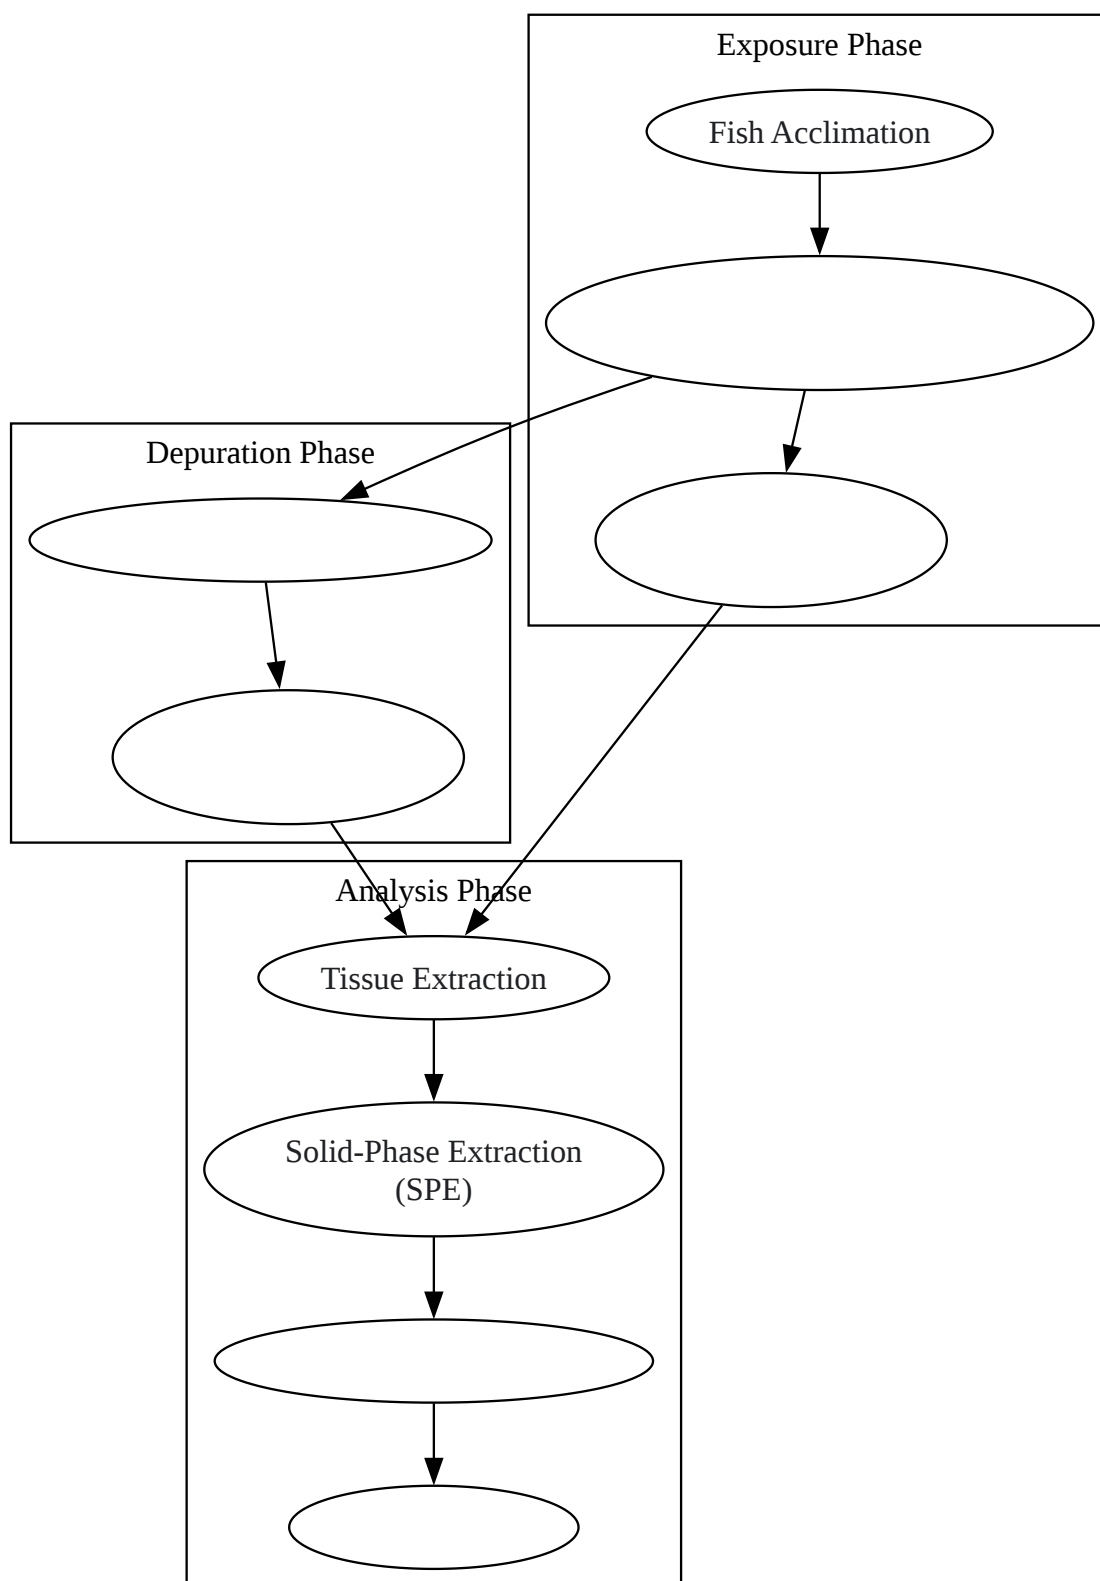 Exposure Phase
Fish Acclimation
Depuration Phase
Analysis Phase
Tissue Extraction
Solid-Phase Extraction
(SPE)